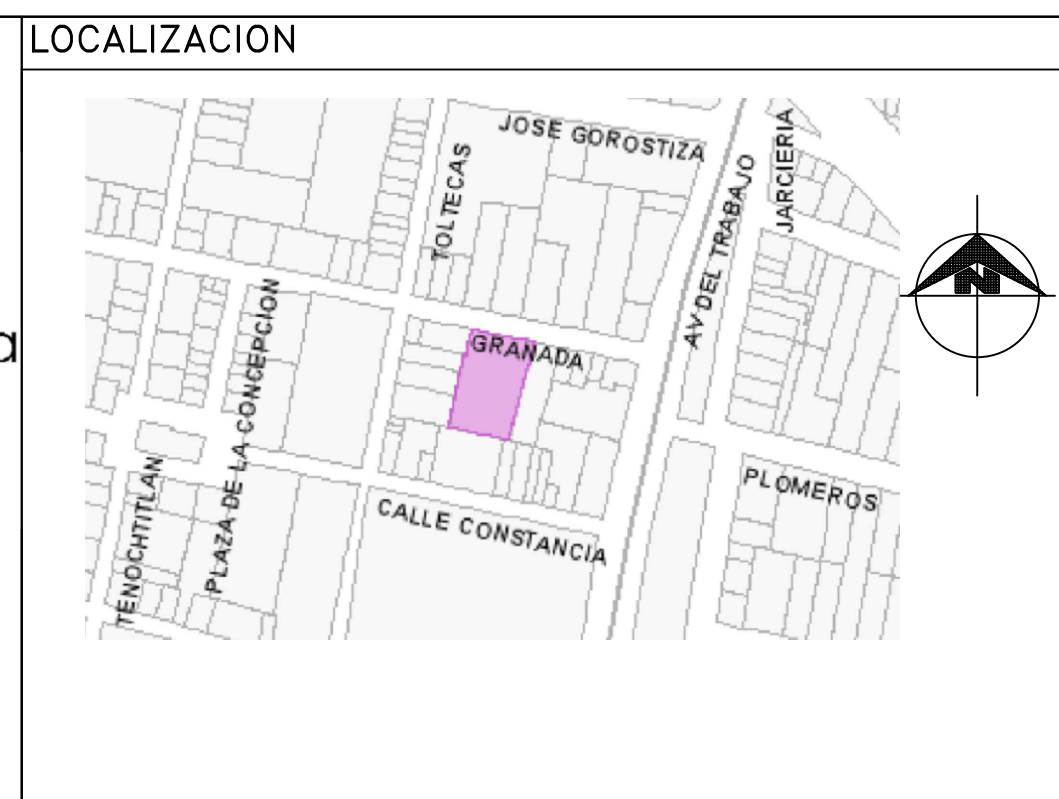 LOCALIZACION
JOSE GOROSTIZA
TOLTECAS
AV DEL TRABAJO
JARCIERIA
GRANADA
PLAZA DE LA CONCEPCION
TENOCHTITLAN
CALLE CONSTANCIA
PLOMEROS
N
a